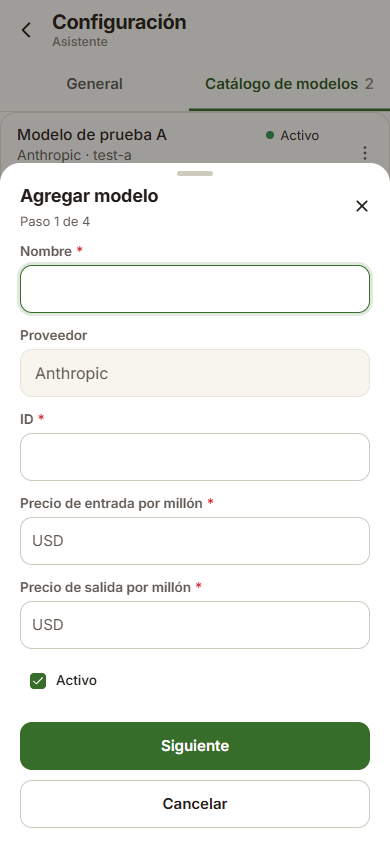 Configuración
Asistente
General
Catálogo de modelos 2
Modelo de prueba A
Activo
Anthropic · test-a
Agregar modelo
Paso 1 de 4
Nombre *
Proveedor
Anthropic
ID *
Precio de entrada por millón *
USD
Precio de salida por millón *
USD
Activo
Siguiente
Cancelar